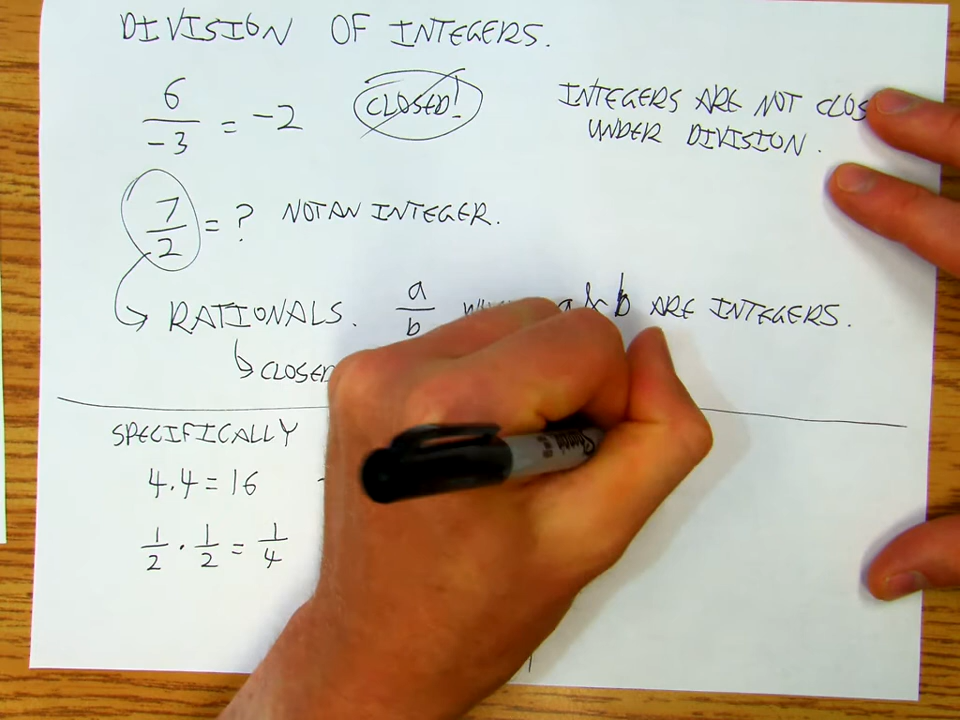 DIVISION OF INTEGERS.
6/-3 = -2 CLOSED! INTEGERS ARE NOT CLOS
UNDER DIVISION.
7/2 = ? NOT AN INTEGER.
RATIONALS. a/b a & b ARE INTEGERS.
CLOSED
SPECIFICALLY
4.4 = 16
1/2 · 1/2 = 1/4